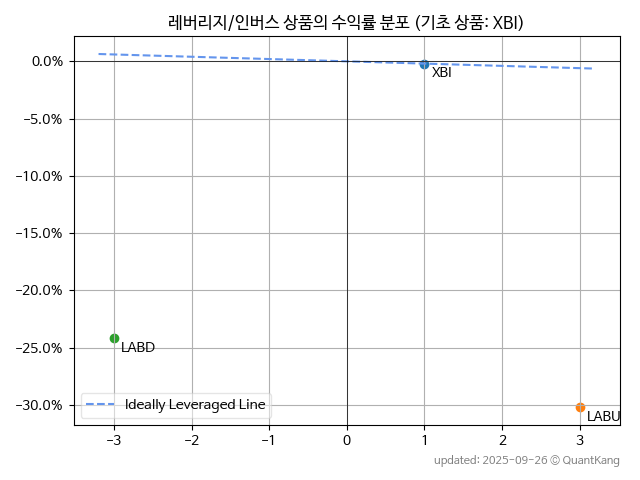 레버리지/인버스 상품의 수익률 분포 (기초 상품: XBI)
0.0%
XBI
−5.0%
−10.0%
−15.0%
−20.0%
LABD
−25.0%
Ideally Leveraged Line
−30.0%
LABU
−3 −2 −1 0 1 2 3
updated: 2025-09-26 © QuantKang